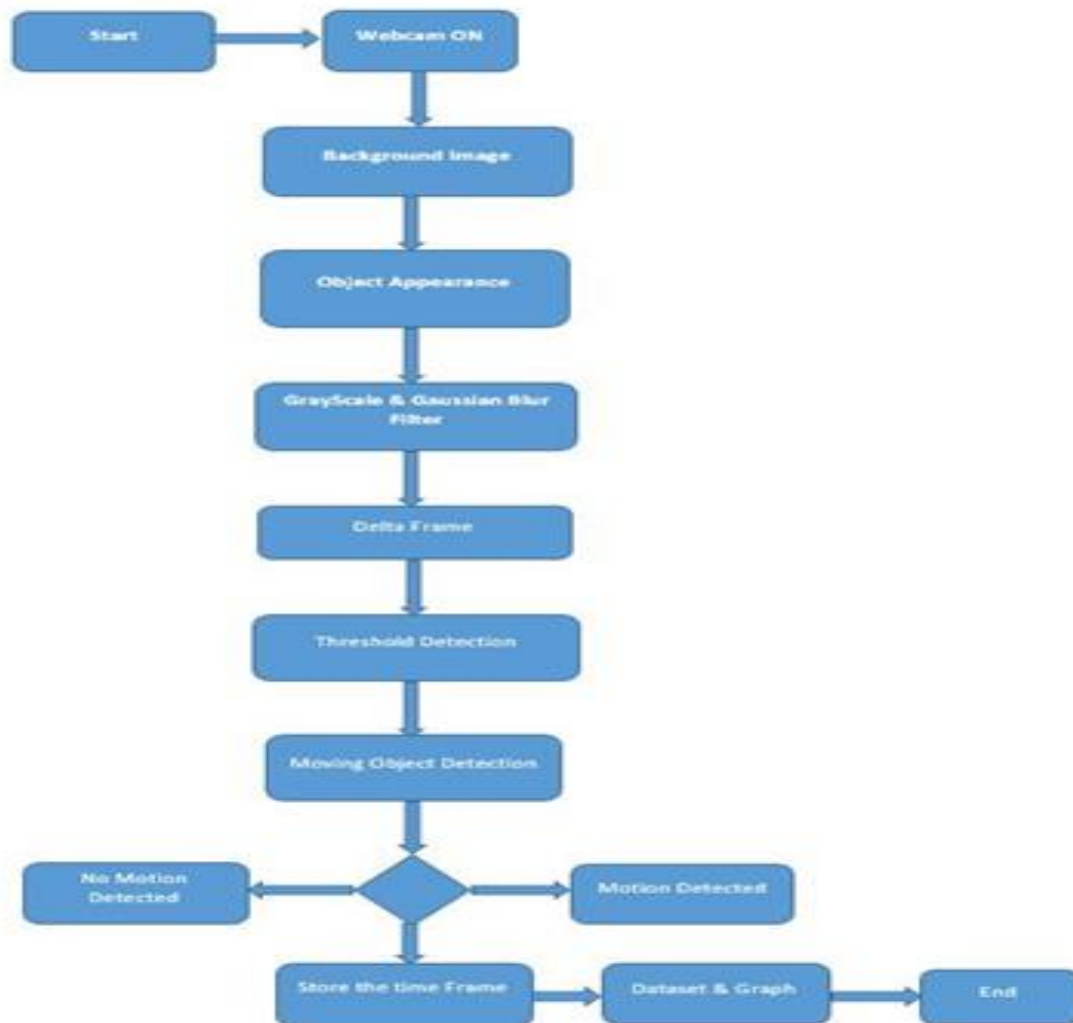 Start
Webcam ON
Background Image
Object Appearance
GrayScale & Gaussian Blur
Filter
Delta Frame
Threshold Detection
Moving Object Detection
No Motion
Detected
Motion Detected
Store the time Frame
Dataset & Graph
End